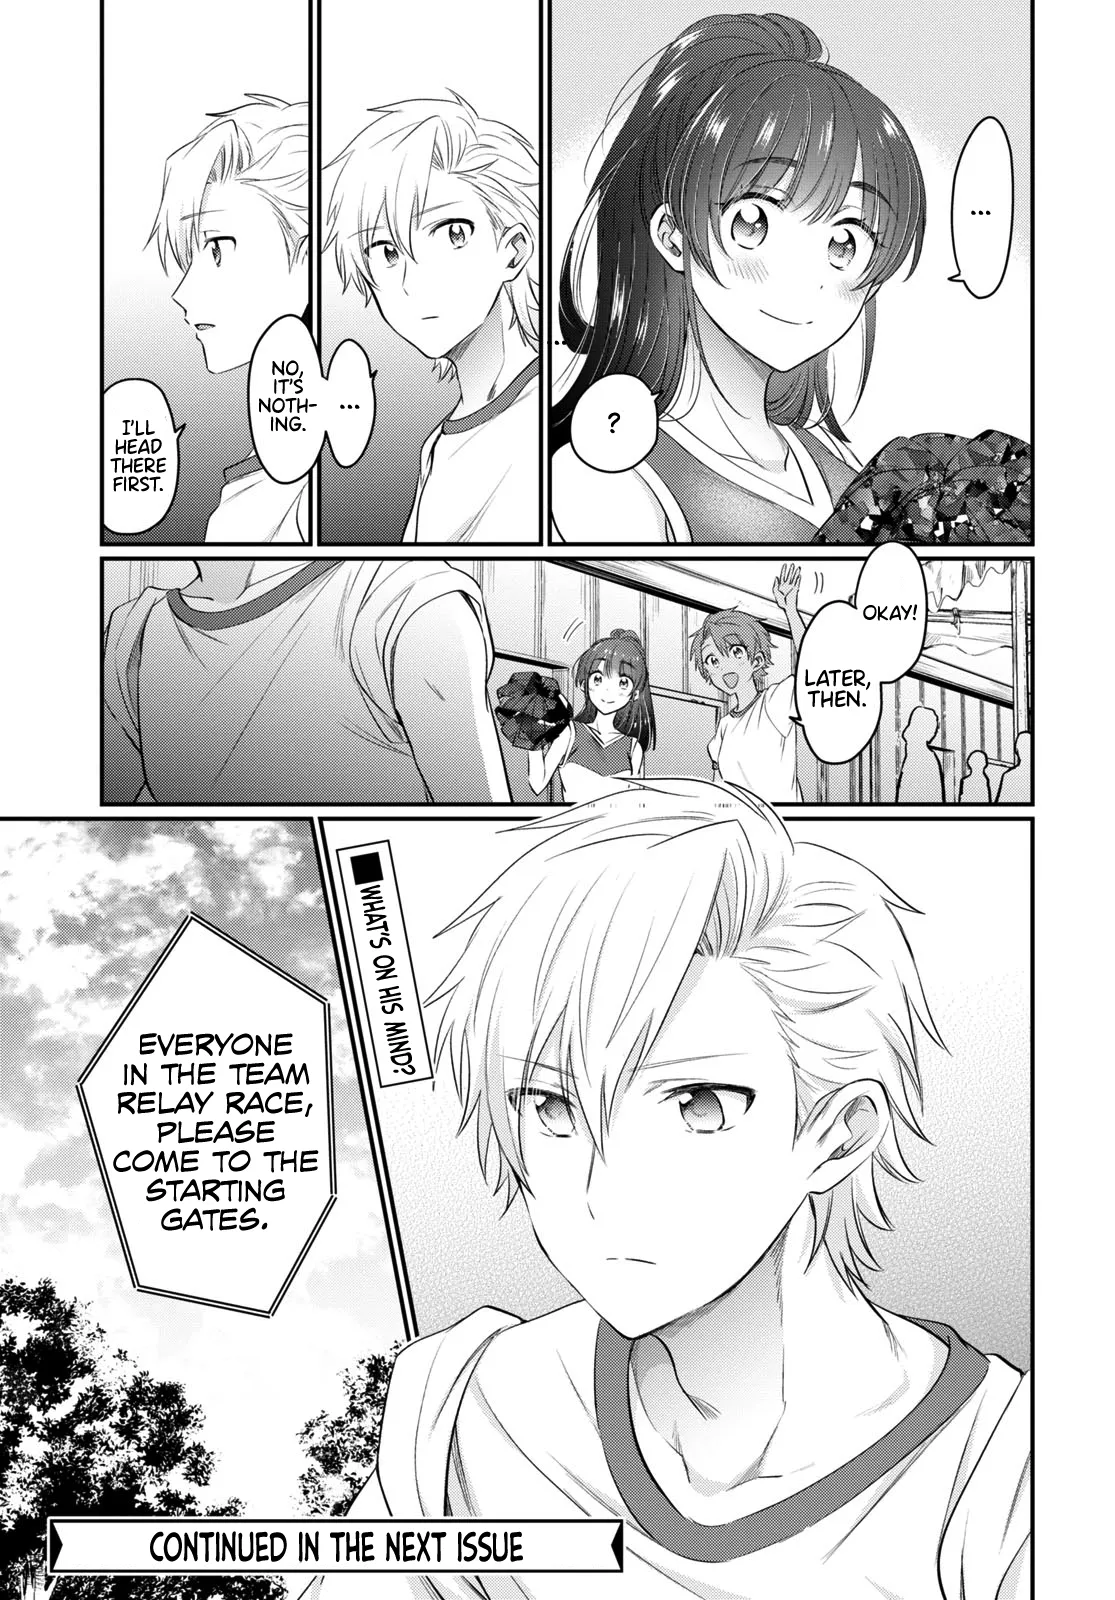 ...
?
...
...
NO,
IT'S
NOTH-
ING.
I'LL
HEAD
THERE
FIRST.
OKAY!
LATER,
THEN.
WHAT'S ON HIS MIND?
EVERYONE
IN THE TEAM
RELAY RACE,
PLEASE
COME TO THE
STARTING
GATES.
CONTINUED IN THE NEXT ISSUE